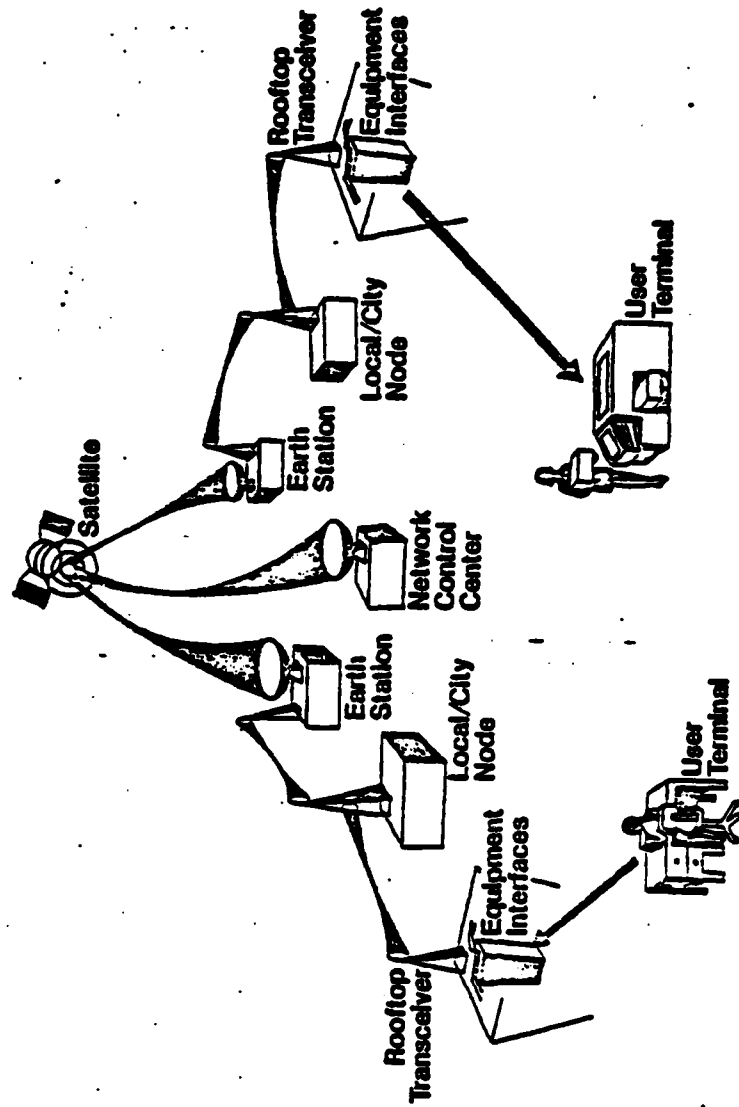 Satellite
Earth
Station
Local/City
Node
Rooftop
Transceiver
Equipment
Interfaces
User
Terminal
Network
Control
Center
Earth
Station
Local/City
Node
Rooftop
Transceiver
Equipment
Interfaces
User
Terminal